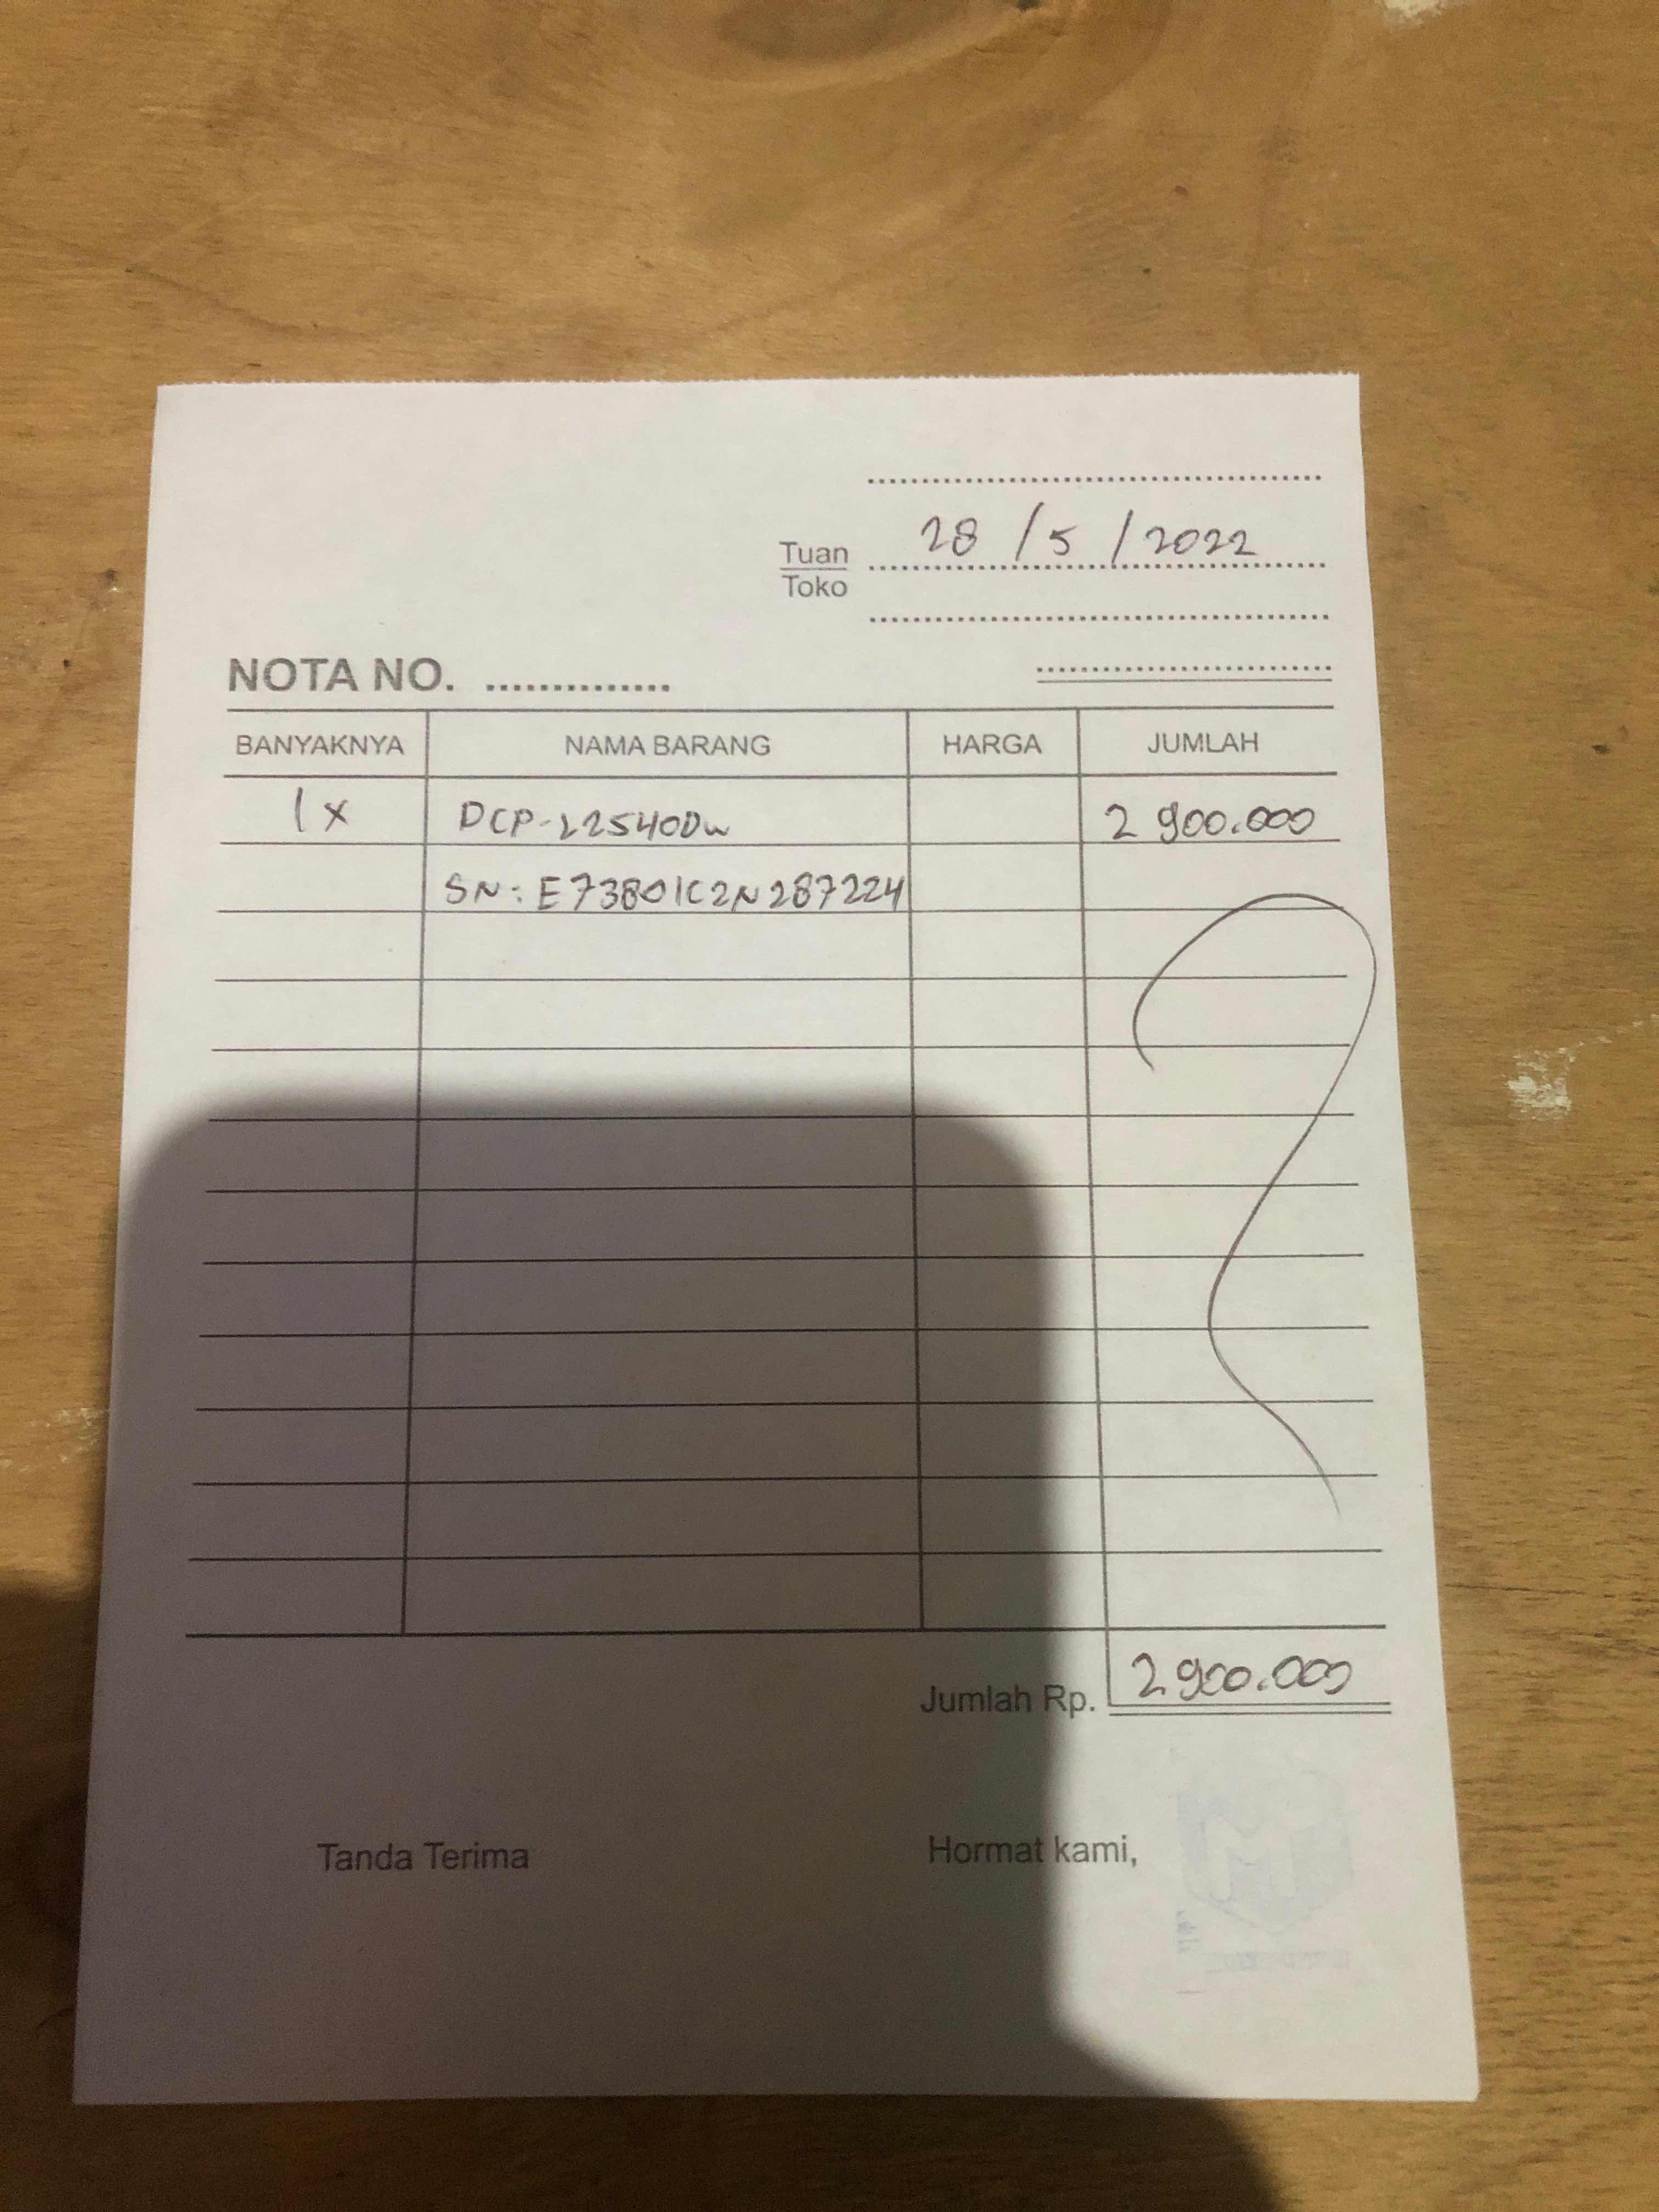 28 / 5 / 2022
Tuan
Toko
NOTA NO. ..............
BANYAKNYA NAMA BARANG HARGA JUMLAH
1 x DCP-L2540Dw 2 900.000
SN: E73801C2N287224
Jumlah Rp. 2 900.000
Tanda Terima Hormat kami,